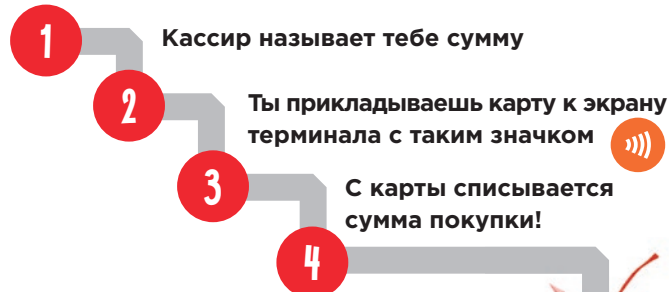 1 Кассир называет тебе сумму
2 Ты прикладываешь карту к экрану
терминала с таким значком
3 С карты списывается
сумма покупки!
4